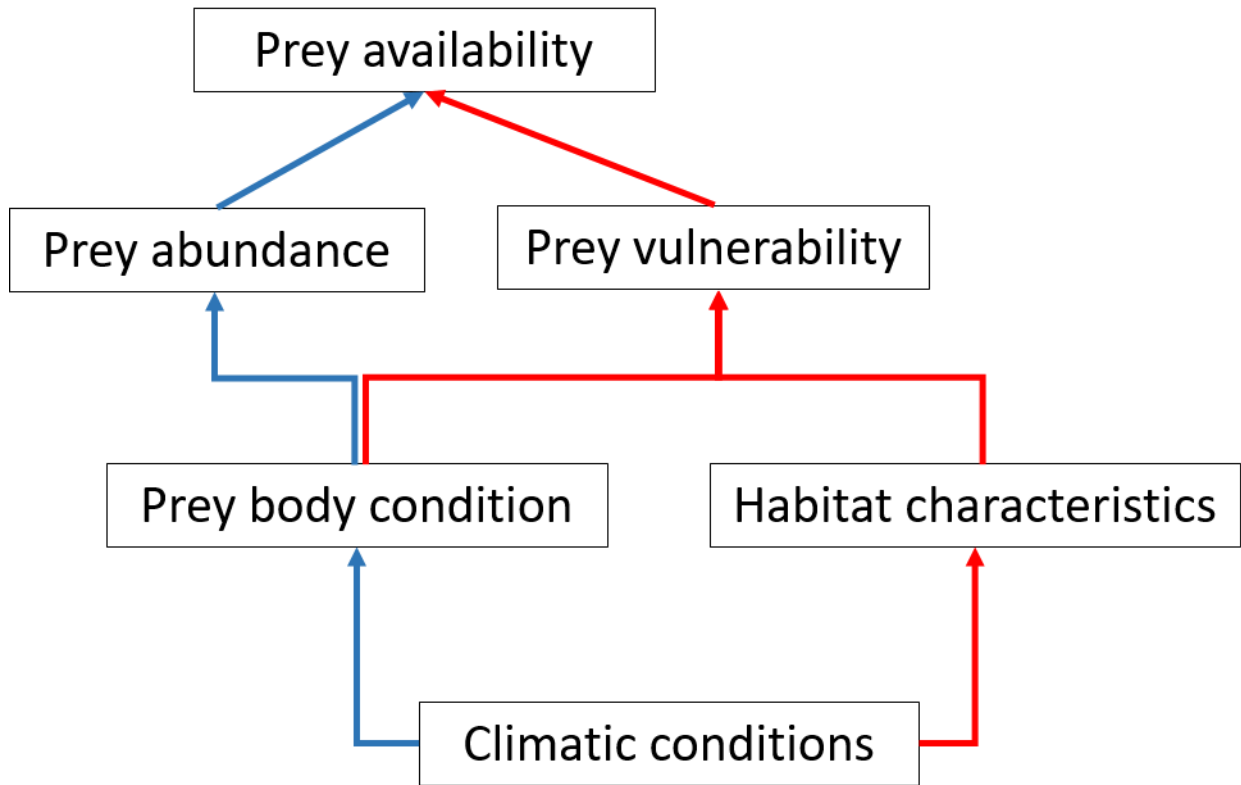 Prey availability
Prey abundance
Prey vulnerability
Prey body condition
Habitat characteristics
Climatic conditions